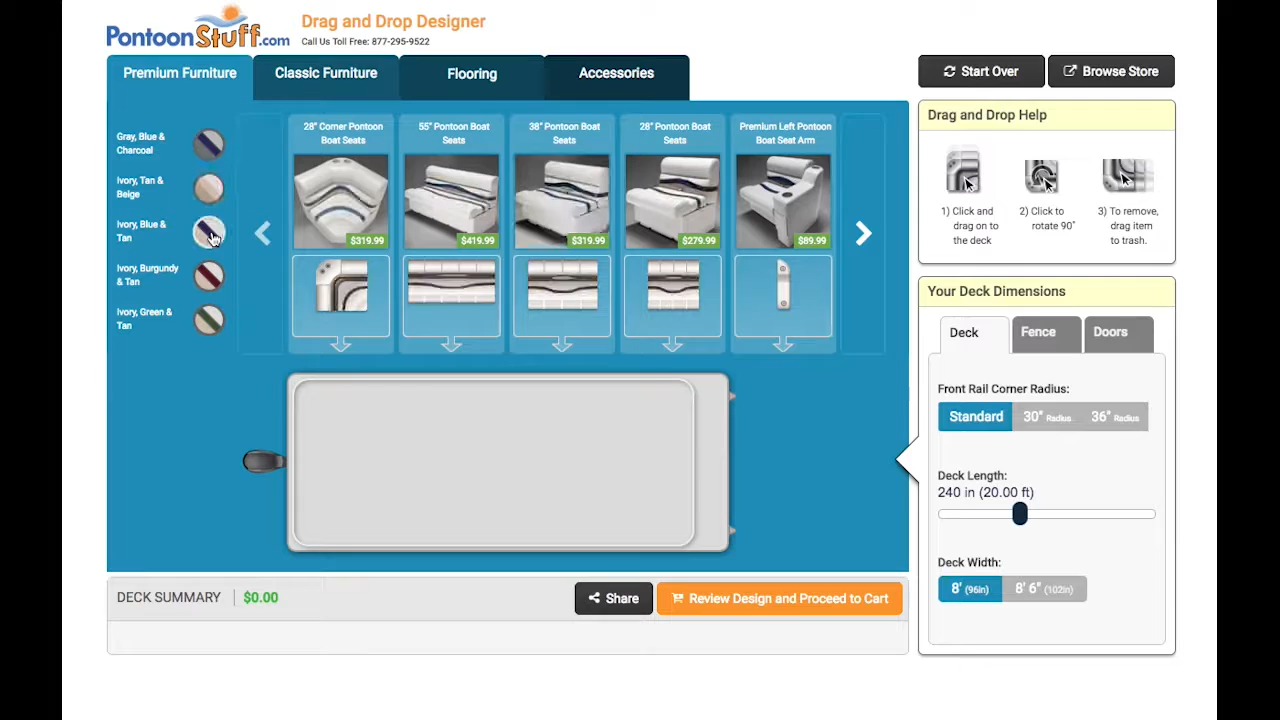 PontoonStuff.com
Drag and Drop Designer
Call Us Toll Free: 877-295-9522
Premium Furniture
Classic Furniture
Flooring
Accessories
Start Over
Browse Store
Gray, Blue &
Charcoal
Ivory, Tan &
Beige
Ivory, Blue &
Tan
Ivory, Burgundy
& Tan
Ivory, Green &
Tan
28" Corner Pontoon
Boat Seats
$319.99
55" Pontoon Boat
Seats
$419.99
38" Pontoon Boat
Seats
$319.99
28" Pontoon Boat
Seats
$279.99
Premium Left Pontoon
Boat Seat Arm
$89.99
Drag and Drop Help
1) Click and
drag on to
the deck
2) Click to
rotate 90°
3) To remove,
drag item
to trash.
Your Deck Dimensions
Deck
Fence
Doors
Front Rail Corner Radius:
Standard
30" Radius
36" Radius
Deck Length:
240 in (20.00 ft)
Deck Width:
8' (96in)
8' 6" (102in)
DECK SUMMARY
$0.00
Share
Review Design and Proceed to Cart